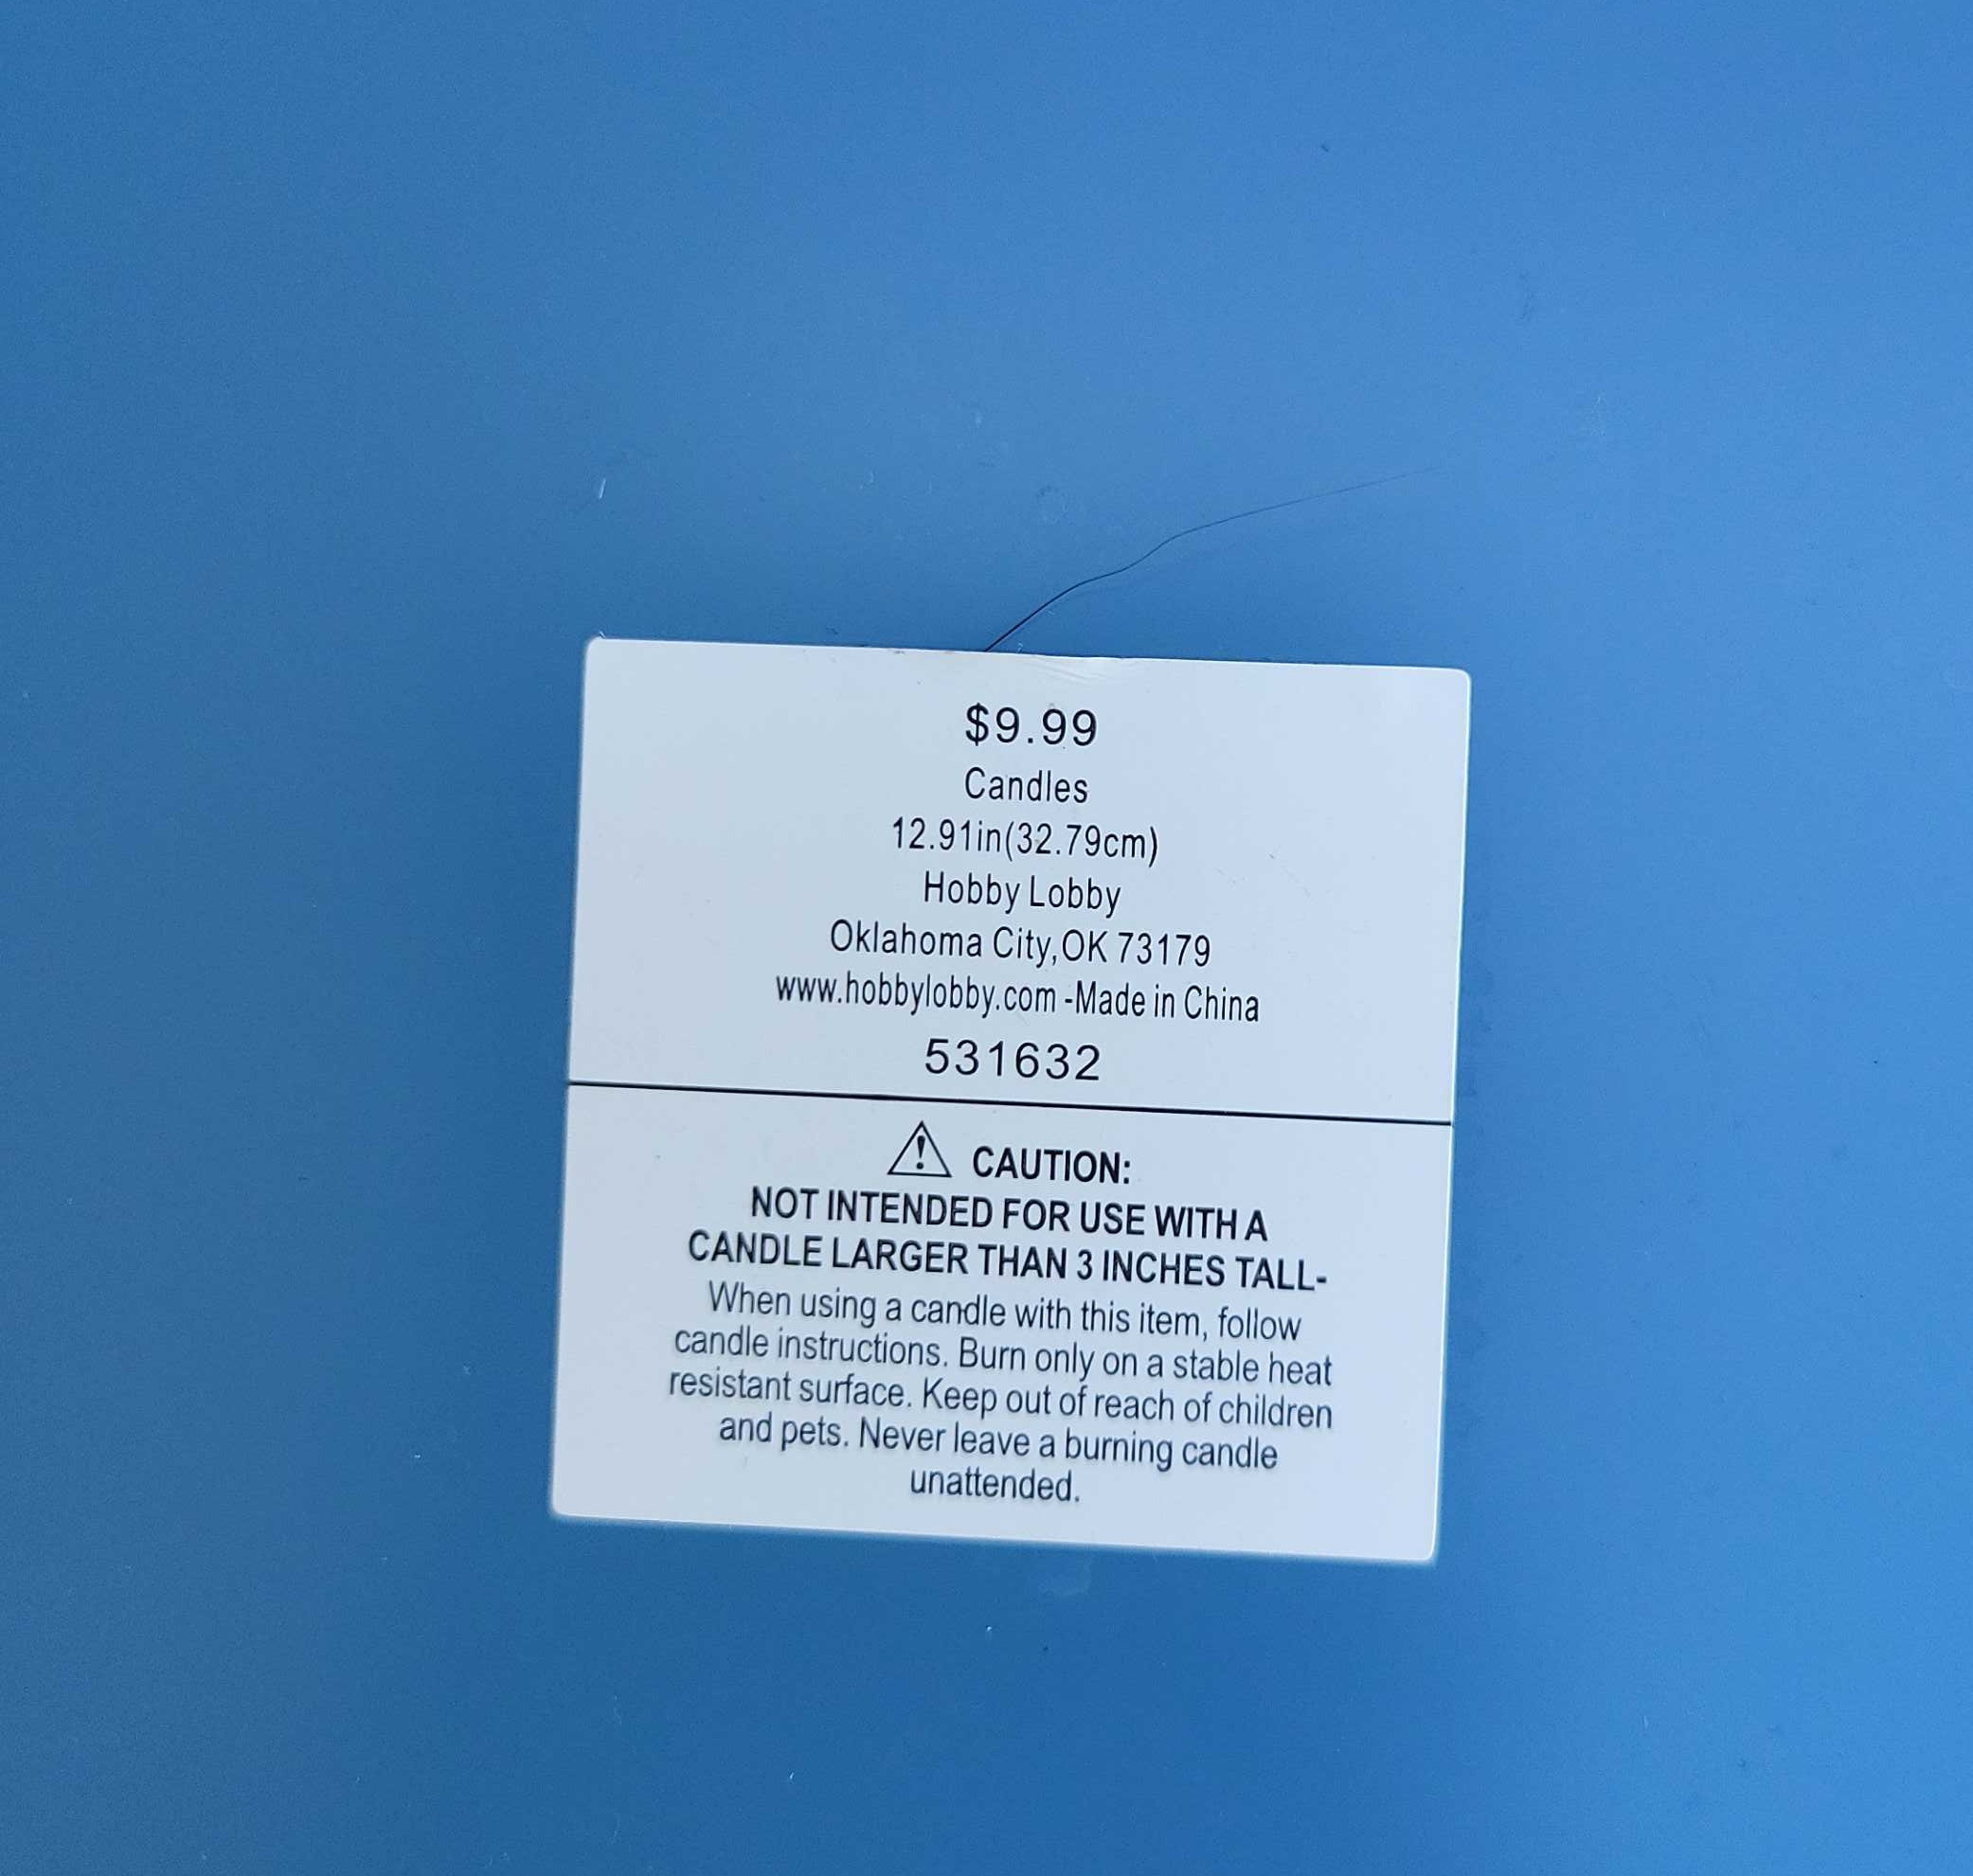 $9.99
Candles
12.91in(32.79cm)
Hobby Lobby
Oklahoma City,OK 73179
www.hobbylobby.com -Made in China
531632
⚠ CAUTION:
NOT INTENDED FOR USE WITH A
CANDLE LARGER THAN 3 INCHES TALL-
When using a candle with this item, follow
candle instructions. Burn only on a stable heat
resistant surface. Keep out of reach of children
and pets. Never leave a burning candle
unattended.